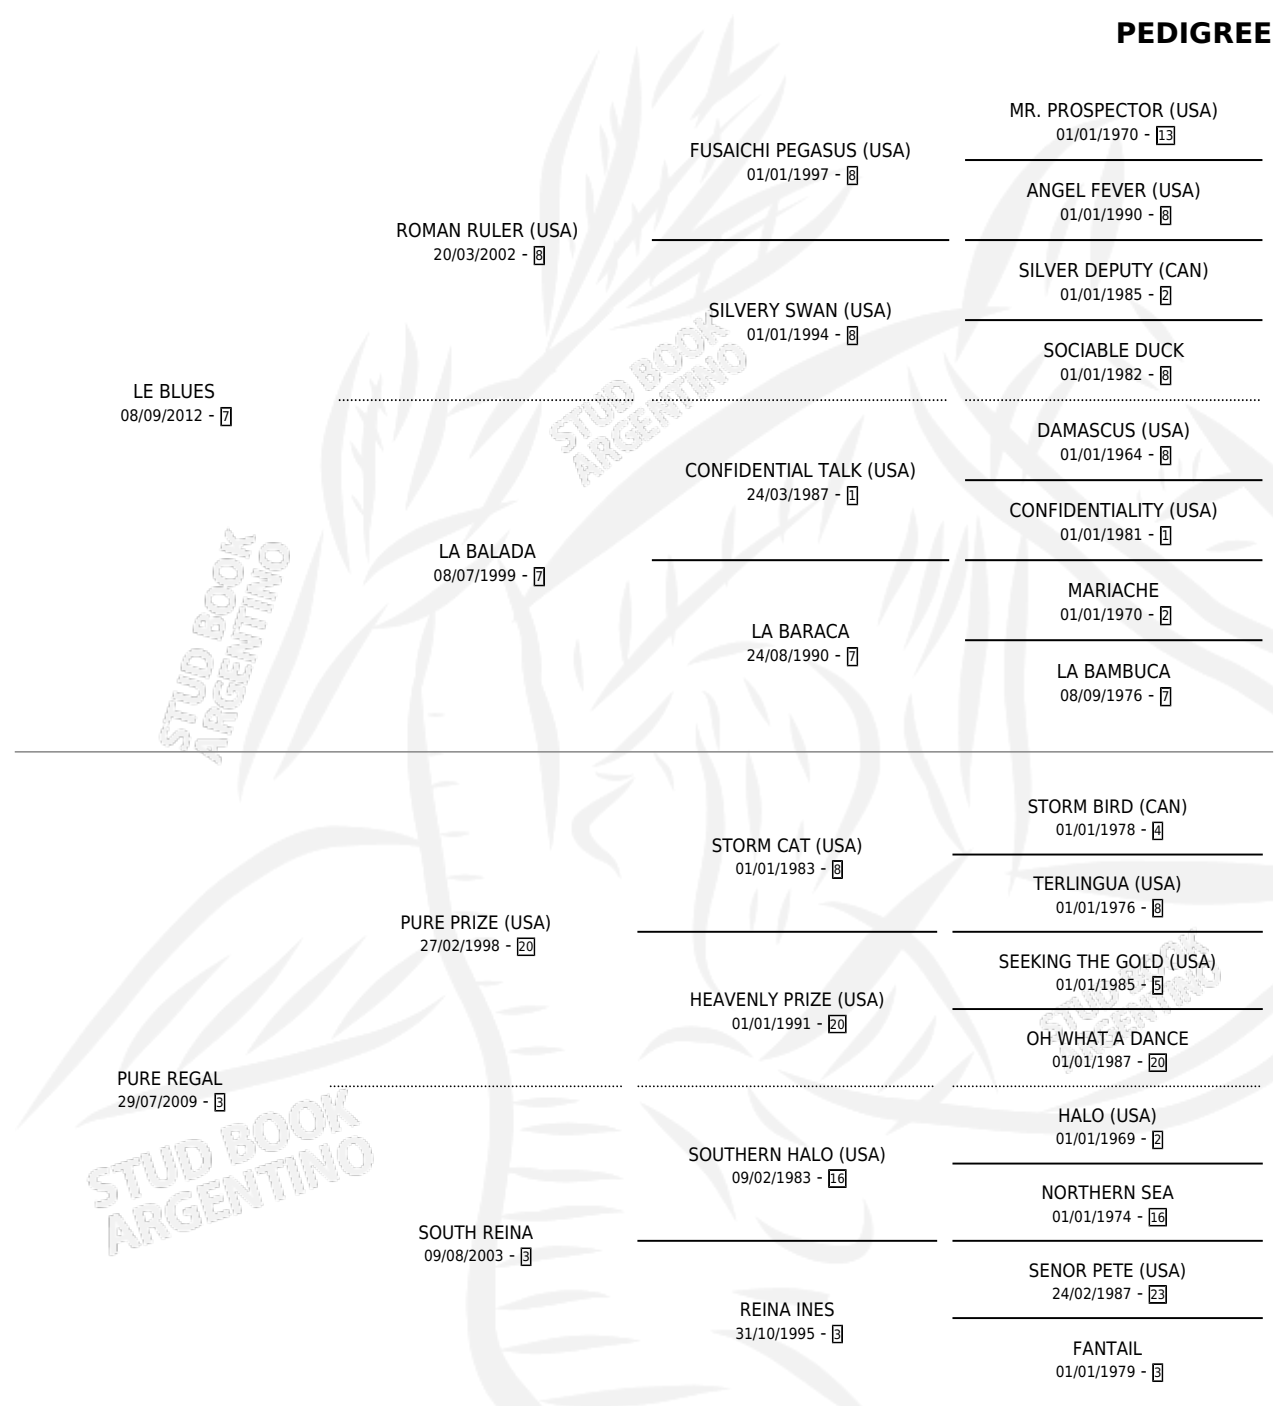 PEDIGREE
MR. PROSPECTOR (USA)
01/01/1970 - 13
FUSAICHI PEGASUS (USA)
01/01/1997 - 8
ANGEL FEVER (USA)
01/01/1990 - 8
ROMAN RULER (USA)
20/03/2002 - 8
SILVER DEPUTY (CAN)
01/01/1985 - 2
SILVERY SWAN (USA)
01/01/1994 - 8
SOCIABLE DUCK
01/01/1982 - 8
LE BLUES
08/09/2012 - 7
STUD BOOK
ARGENTINO
DAMASCUS (USA)
01/01/1964 - 8
CONFIDENTIAL TALK (USA)
24/03/1987 - 1
CONFIDENTIALITY (USA)
01/01/1981 - 1
LA BALADA
08/07/1999 - 7
MARIACHE
01/01/1970 - 2
LA BARACA
24/08/1990 - 7
LA BAMBUCA
08/09/1976 - 7
STUD BOOK
ARGENTINO
STORM BIRD (CAN)
01/01/1978 - 4
STORM CAT (USA)
01/01/1983 - 8
TERLINGUA (USA)
01/01/1976 - 8
PURE PRIZE (USA)
27/02/1998 - 20
SEEKING THE GOLD (USA)
01/01/1985 - 5
HEAVENLY PRIZE (USA)
01/01/1991 - 20
STUD BOOK
ARGENTINO
OH WHAT A DANCE
01/01/1987 - 20
PURE REGAL
29/07/2009 - 3
HALO (USA)
01/01/1969 - 2
SOUTHERN HALO (USA)
09/02/1983 - 16
STUD BOOK
ARGENTINO
NORTHERN SEA
01/01/1974 - 16
SOUTH REINA
09/08/2003 - 3
SENOR PETE (USA)
24/02/1987 - 23
REINA INES
31/10/1995 - 3
FANTAIL
01/01/1979 - 3